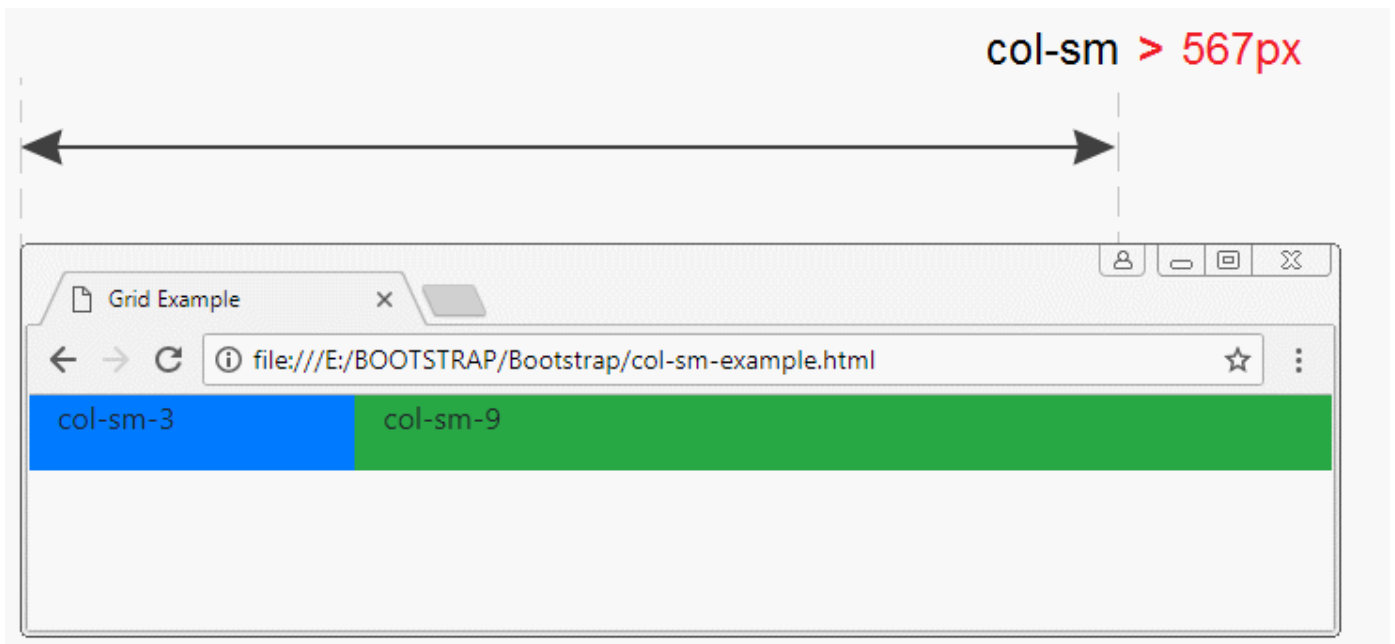 col-sm > 567px
Grid Example
file:///E:/BOOTSTRAP/Bootstrap/col-sm-example.html
col-sm-3
col-sm-9